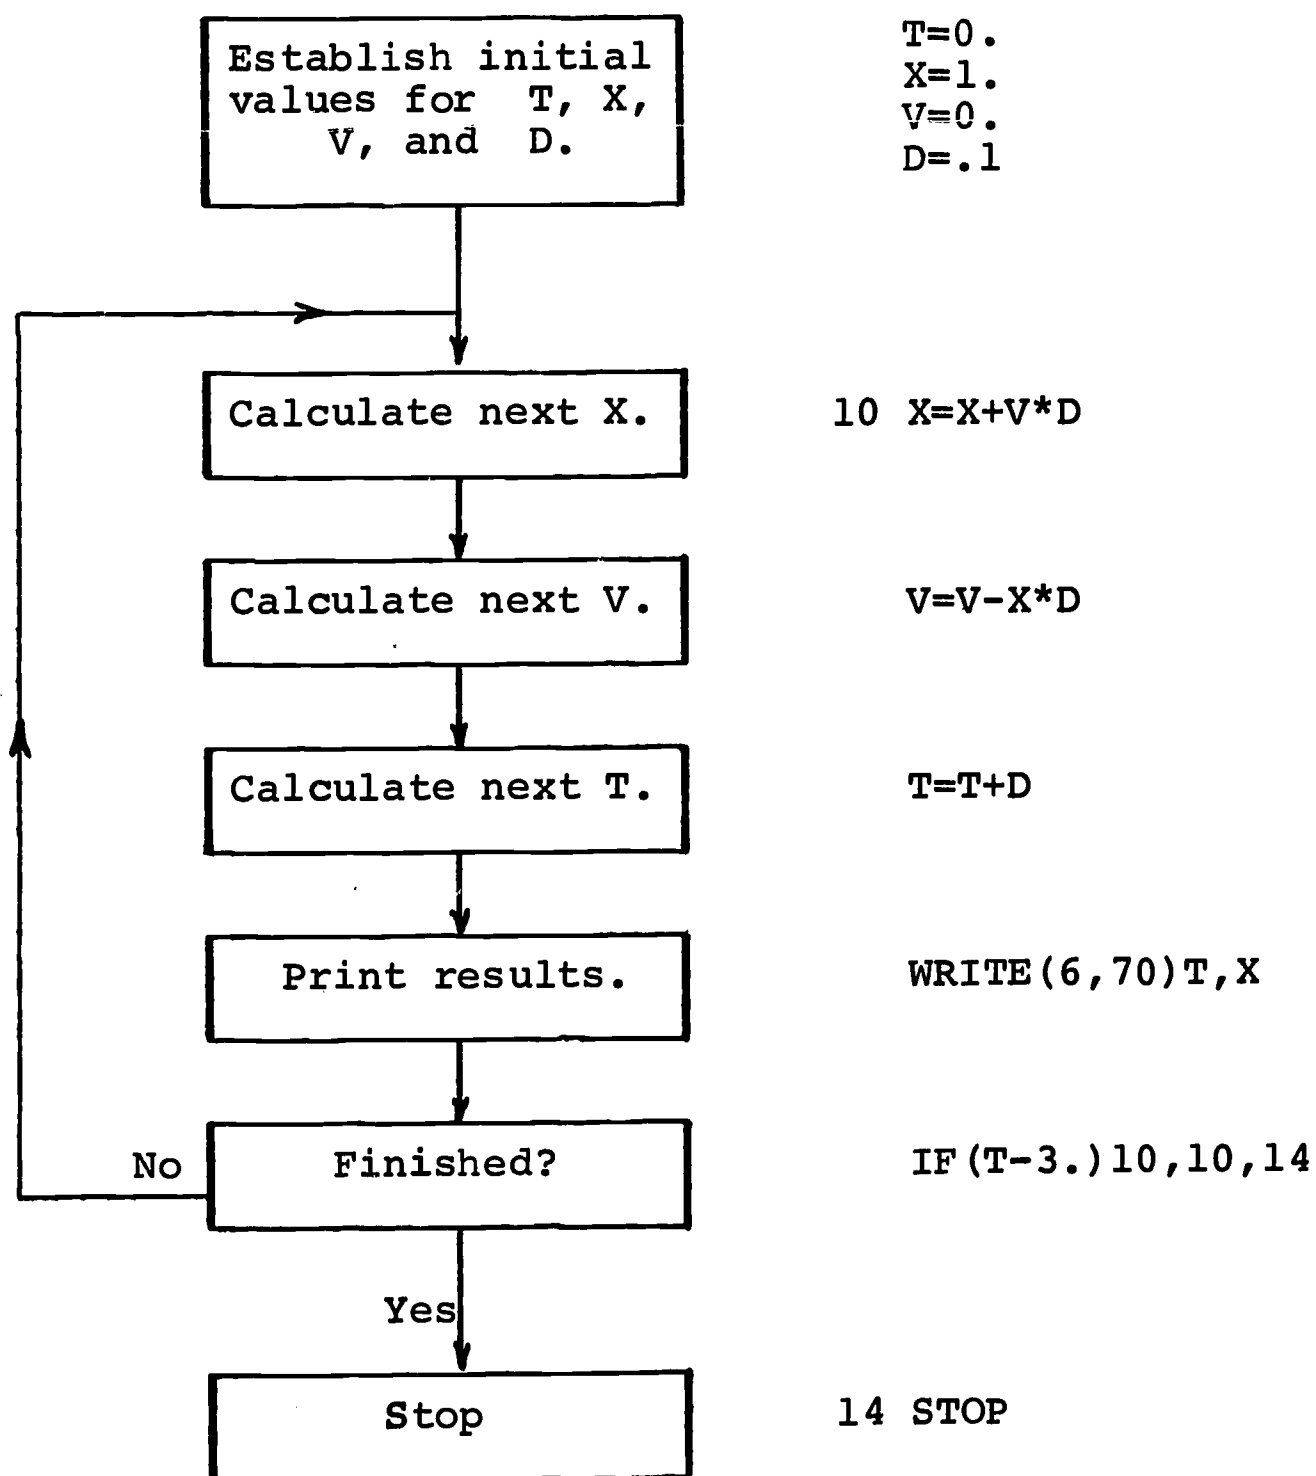 Establish initial
values for T, X,
V, and D.
T=0.
X=1.
V=0.
D=.1
Calculate next X.
10 X=X+V*D
Calculate next V.
V=V-X*D
Calculate next T.
T=T+D
Print results.
WRITE(6,70)T,X
No
Finished?
IF(T-3.)10,10,14
Yes
Stop
14 STOP